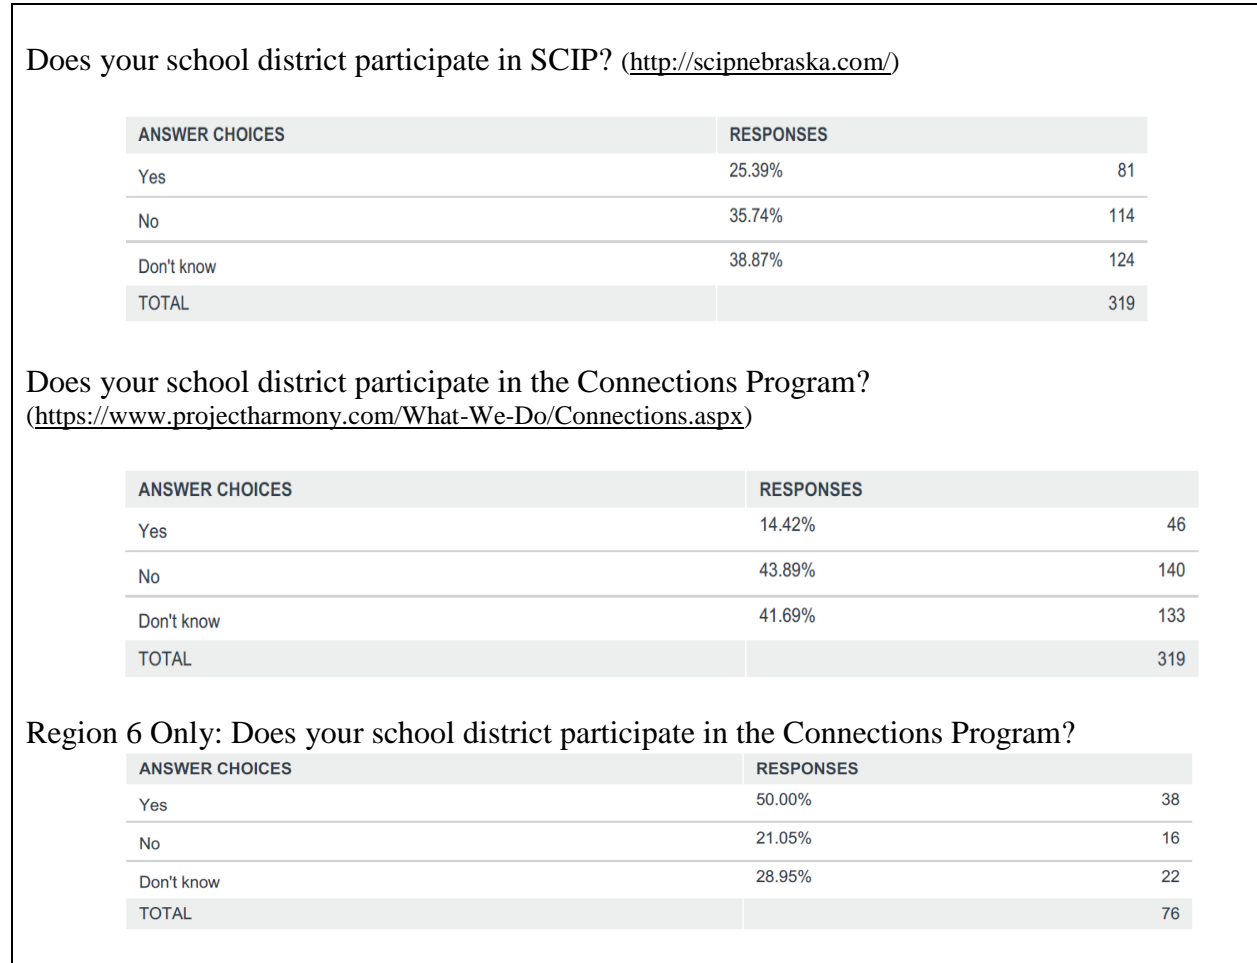 Does your school district participate in SCIP? (http://scipnebraska.com/)
ANSWER CHOICES RESPONSES
Yes 25.39% 81
No 35.74% 114
Don't know 38.87% 124
TOTAL 319
Does your school district participate in the Connections Program?
(https://www.projectharmony.com/What-We-Do/Connections.aspx)
ANSWER CHOICES RESPONSES
Yes 14.42% 46
No 43.89% 140
Don't know 41.69% 133
TOTAL 319
Region 6 Only: Does your school district participate in the Connections Program?
ANSWER CHOICES RESPONSES
Yes 50.00% 38
No 21.05% 16
Don't know 28.95% 22
TOTAL 76